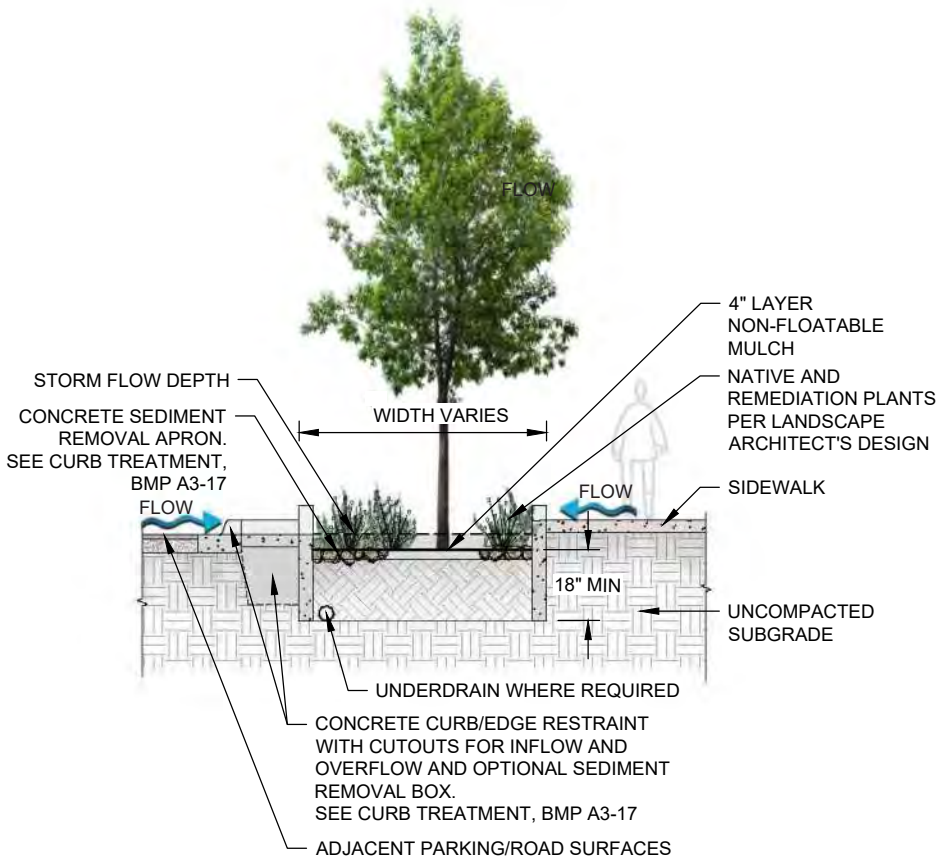 FLOW
4" LAYER
NON-FLOATABLE
MULCH
STORM FLOW DEPTH
NATIVE AND
REMEDIATION PLANTS
PER LANDSCAPE
ARCHITECT'S DESIGN
WIDTH VARIES
CONCRETE SEDIMENT
REMOVAL APRON.
SEE CURB TREATMENT,
BMP A3-17
FLOW
FLOW
SIDEWALK
18" MIN
UNCOMPACTED
SUBGRADE
UNDERDRAIN WHERE REQUIRED
CONCRETE CURB/EDGE RESTRAINT
WITH CUTOUTS FOR INFLOW AND
OVERFLOW AND OPTIONAL SEDIMENT
REMOVAL BOX.
SEE CURB TREATMENT, BMP A3-17
ADJACENT PARKING/ROAD SURFACES